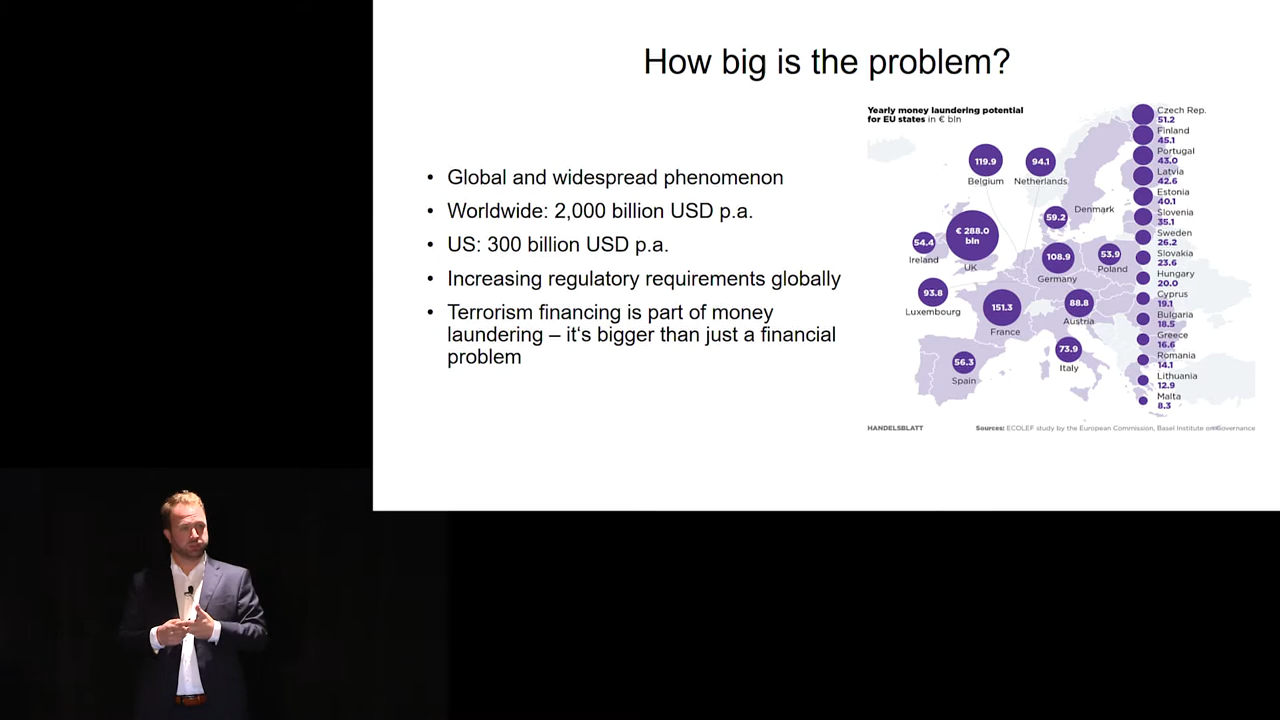 How big is the problem?
• Global and widespread phenomenon
• Worldwide: 2,000 billion USD p.a.
• US: 300 billion USD p.a.
• Increasing regulatory requirements globally
• Terrorism financing is part of money
laundering – it‘s bigger than just a financial
problem
Yearly money laundering potential
for EU states in € bln
119.9
Belgium
94.1
Netherlands
59.2
Denmark
54.4
Ireland
€ 288.0
bln
UK
108.9
Germany
53.9
Poland
93.8
Luxembourg
151.3
France
88.8
Austria
73.9
Italy
56.3
Spain
Czech Rep.
51.2
Finland
45.1
Portugal
43.0
Latvia
42.6
Estonia
40.1
Slovenia
35.1
Sweden
26.2
Slovakia
23.6
Hungary
20.0
Cyprus
19.1
Bulgaria
18.5
Greece
16.6
Romania
14.1
Lithuania
12.9
Malta
8.3
HANDELSBLATT
Sources: ECOLEF study by the European Commission, Basel Institute on Governance